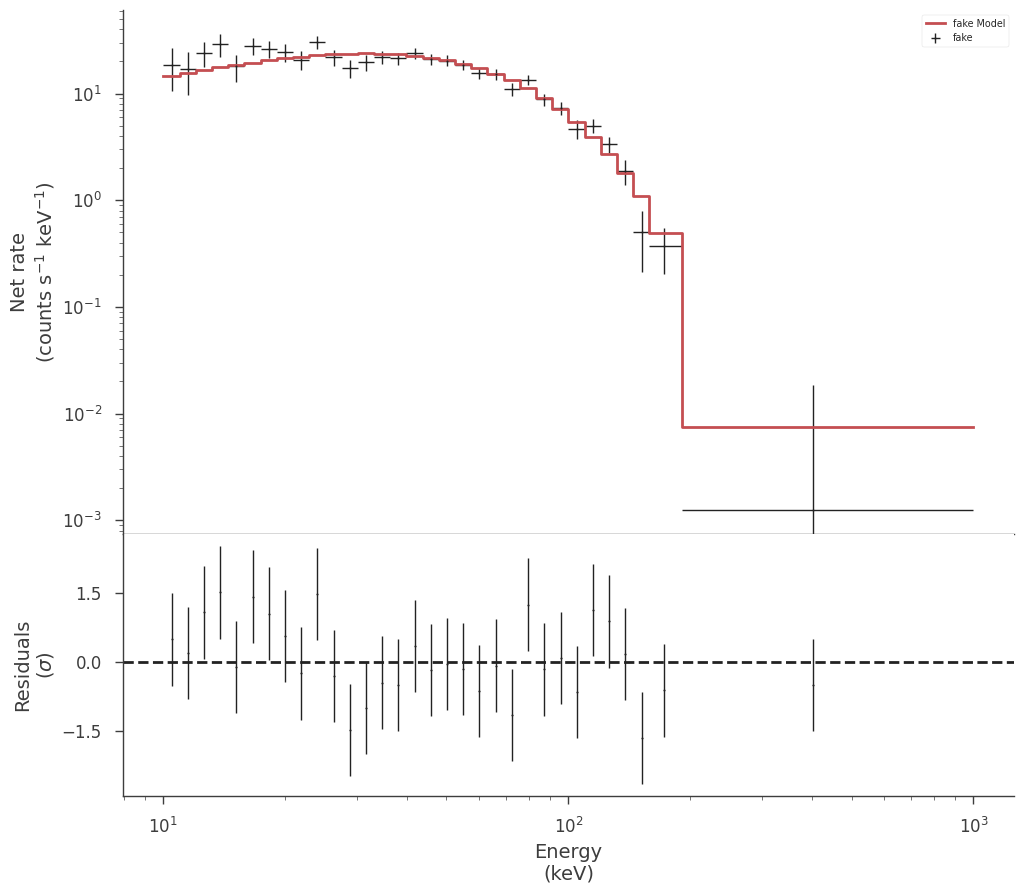 fake Model
fake
10¹
10⁰
10⁻¹
10⁻²
10⁻³
Net rate
(counts s⁻¹ keV⁻¹)
1.5
0.0
−1.5
Residuals
(σ)
10¹ 10² 10³
Energy
(keV)